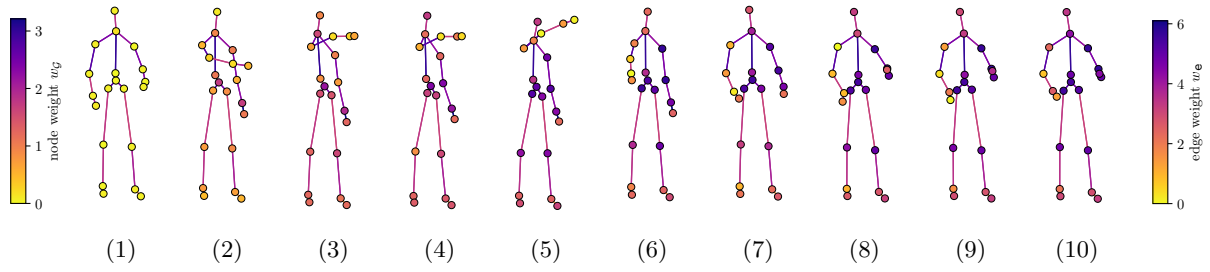 3
2
1
0
node weight w_𝒢
6
4
2
0
edge weight w_e
(1) (2) (3) (4) (5) (6) (7) (8) (9) (10)